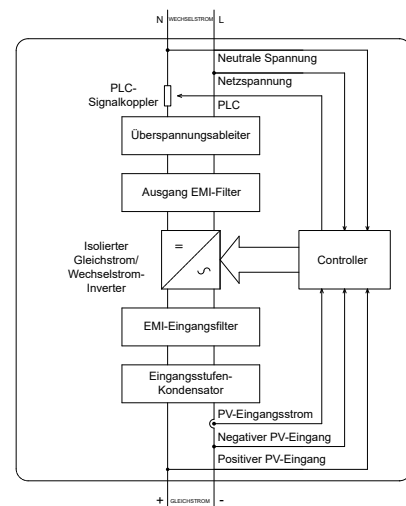 N WECHSELSTROM L
Neutrale Spannung
Netzspannung
PLC-
Signalkoppler
PLC
Überspannungsableiter
Ausgang EMI-Filter
Isolierter
Gleichstrom/
Wechselstrom-
Inverter
=
Controller
EMI-Eingangsfilter
Eingangsstufen-
Kondensator
PV-Eingangsstrom
Negativer PV-Eingang
Positiver PV-Eingang
+ GLEICHSTROM -